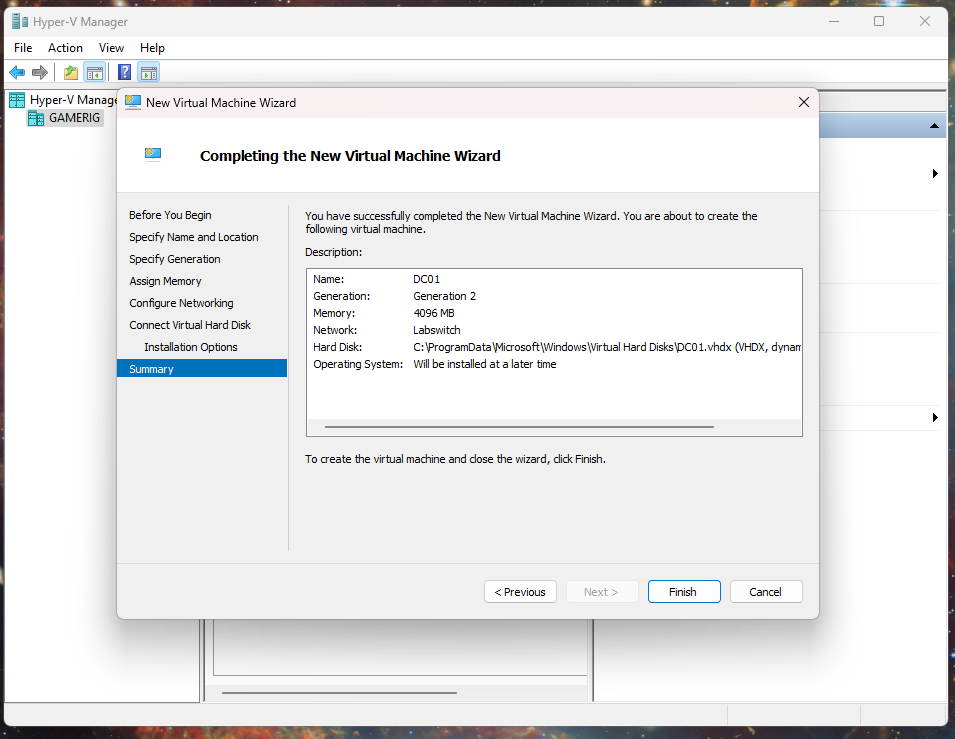 Hyper-V Manager
File Action View Help
Hyper-V Manage
GAMERIG
New Virtual Machine Wizard
Completing the New Virtual Machine Wizard
Before You Begin
Specify Name and Location
Specify Generation
Assign Memory
Configure Networking
Connect Virtual Hard Disk
Installation Options
Summary
You have successfully completed the New Virtual Machine Wizard. You are about to create the
following virtual machine.
Description:
Name: DC01
Generation: Generation 2
Memory: 4096 MB
Network: Labswitch
Hard Disk: C:\ProgramData\Microsoft\Windows\Virtual Hard Disks\DC01.vhdx (VHDX, dynam
Operating System: Will be installed at a later time
To create the virtual machine and close the wizard, click Finish.
< Previous Next > Finish Cancel